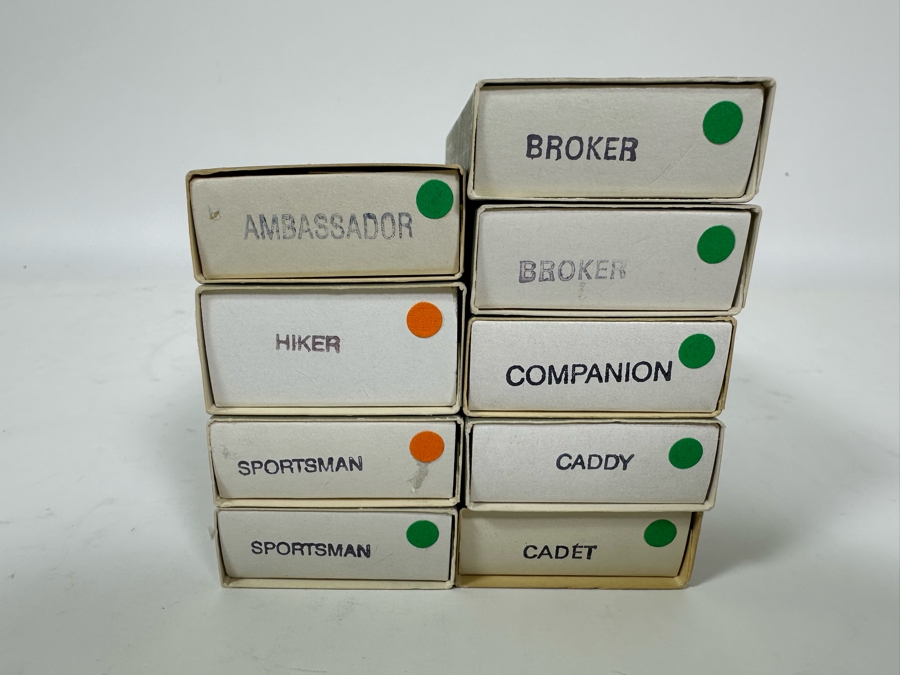 AMBASSADOR
HIKER
SPORTSMAN
SPORTSMAN
BROKER
BROKER
COMPANION
CADDY
CADET